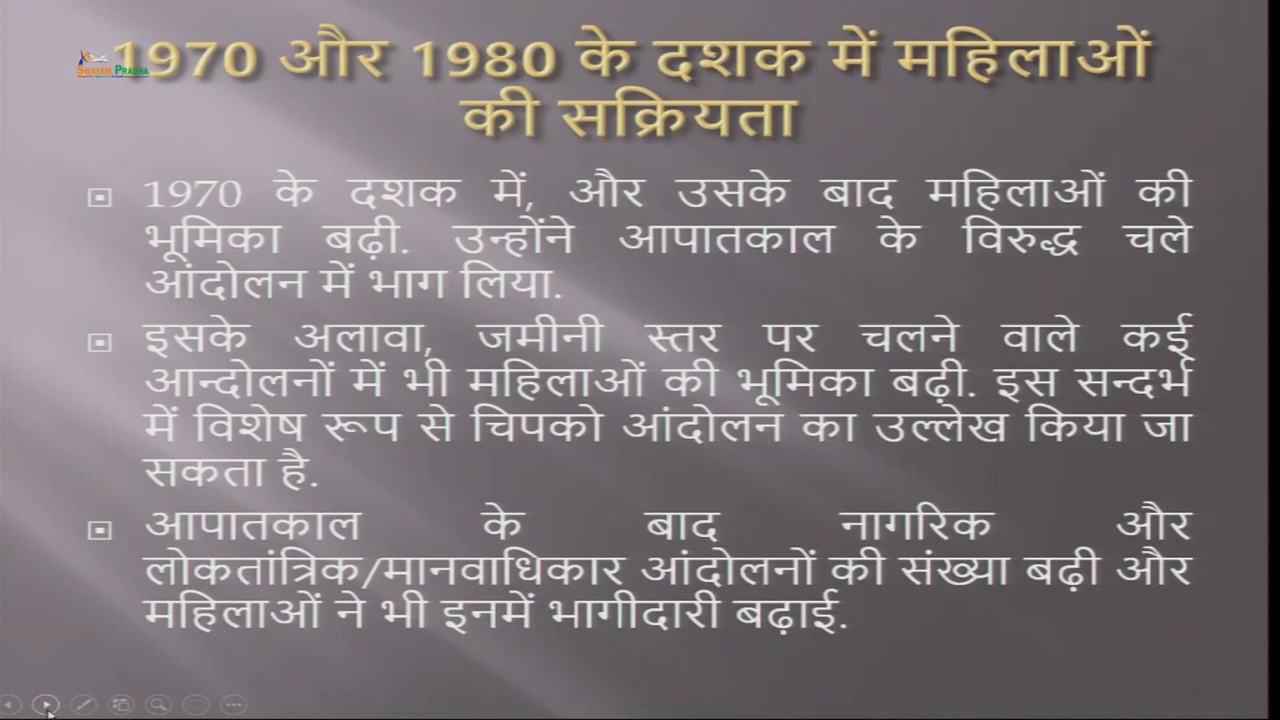 1970 और 1980 के दशक में महिलाओं
की सक्रियता
SWAYAM PRABHA
1970 के दशक में, और उसके बाद महिलाओं की
भूमिका बढ़ी. उन्होंने आपातकाल के विरुद्ध चले
आंदोलन में भाग लिया.
इसके अलावा, जमीनी स्तर पर चलने वाले कई
आन्दोलनों में भी महिलाओं की भूमिका बढ़ी. इस सन्दर्भ
में विशेष रूप से चिपको आंदोलन का उल्लेख किया जा
सकता है.
आपातकाल के बाद नागरिक और
लोकतांत्रिक/मानवाधिकार आंदोलनों की संख्या बढ़ी और
महिलाओं ने भी इनमें भागीदारी बढ़ाई.